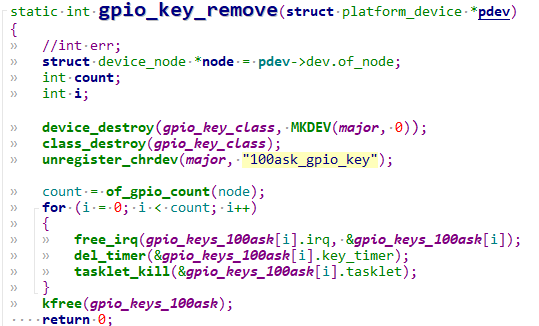 static int gpio_key_remove(struct platform_device *pdev)
{
//int err;
struct device_node *node = pdev->dev.of_node;
int count;
int i;
device_destroy(gpio_key_class, MKDEV(major, 0));
class_destroy(gpio_key_class);
unregister_chrdev(major, "100ask_gpio_key");
count = of_gpio_count(node);
for (i = 0; i < count; i++)
{
free_irq(gpio_keys_100ask[i].irq, &gpio_keys_100ask[i]);
del_timer(&gpio_keys_100ask[i].key_timer);
tasklet_kill(&gpio_keys_100ask[i].tasklet);
}
kfree(gpio_keys_100ask);
return 0;